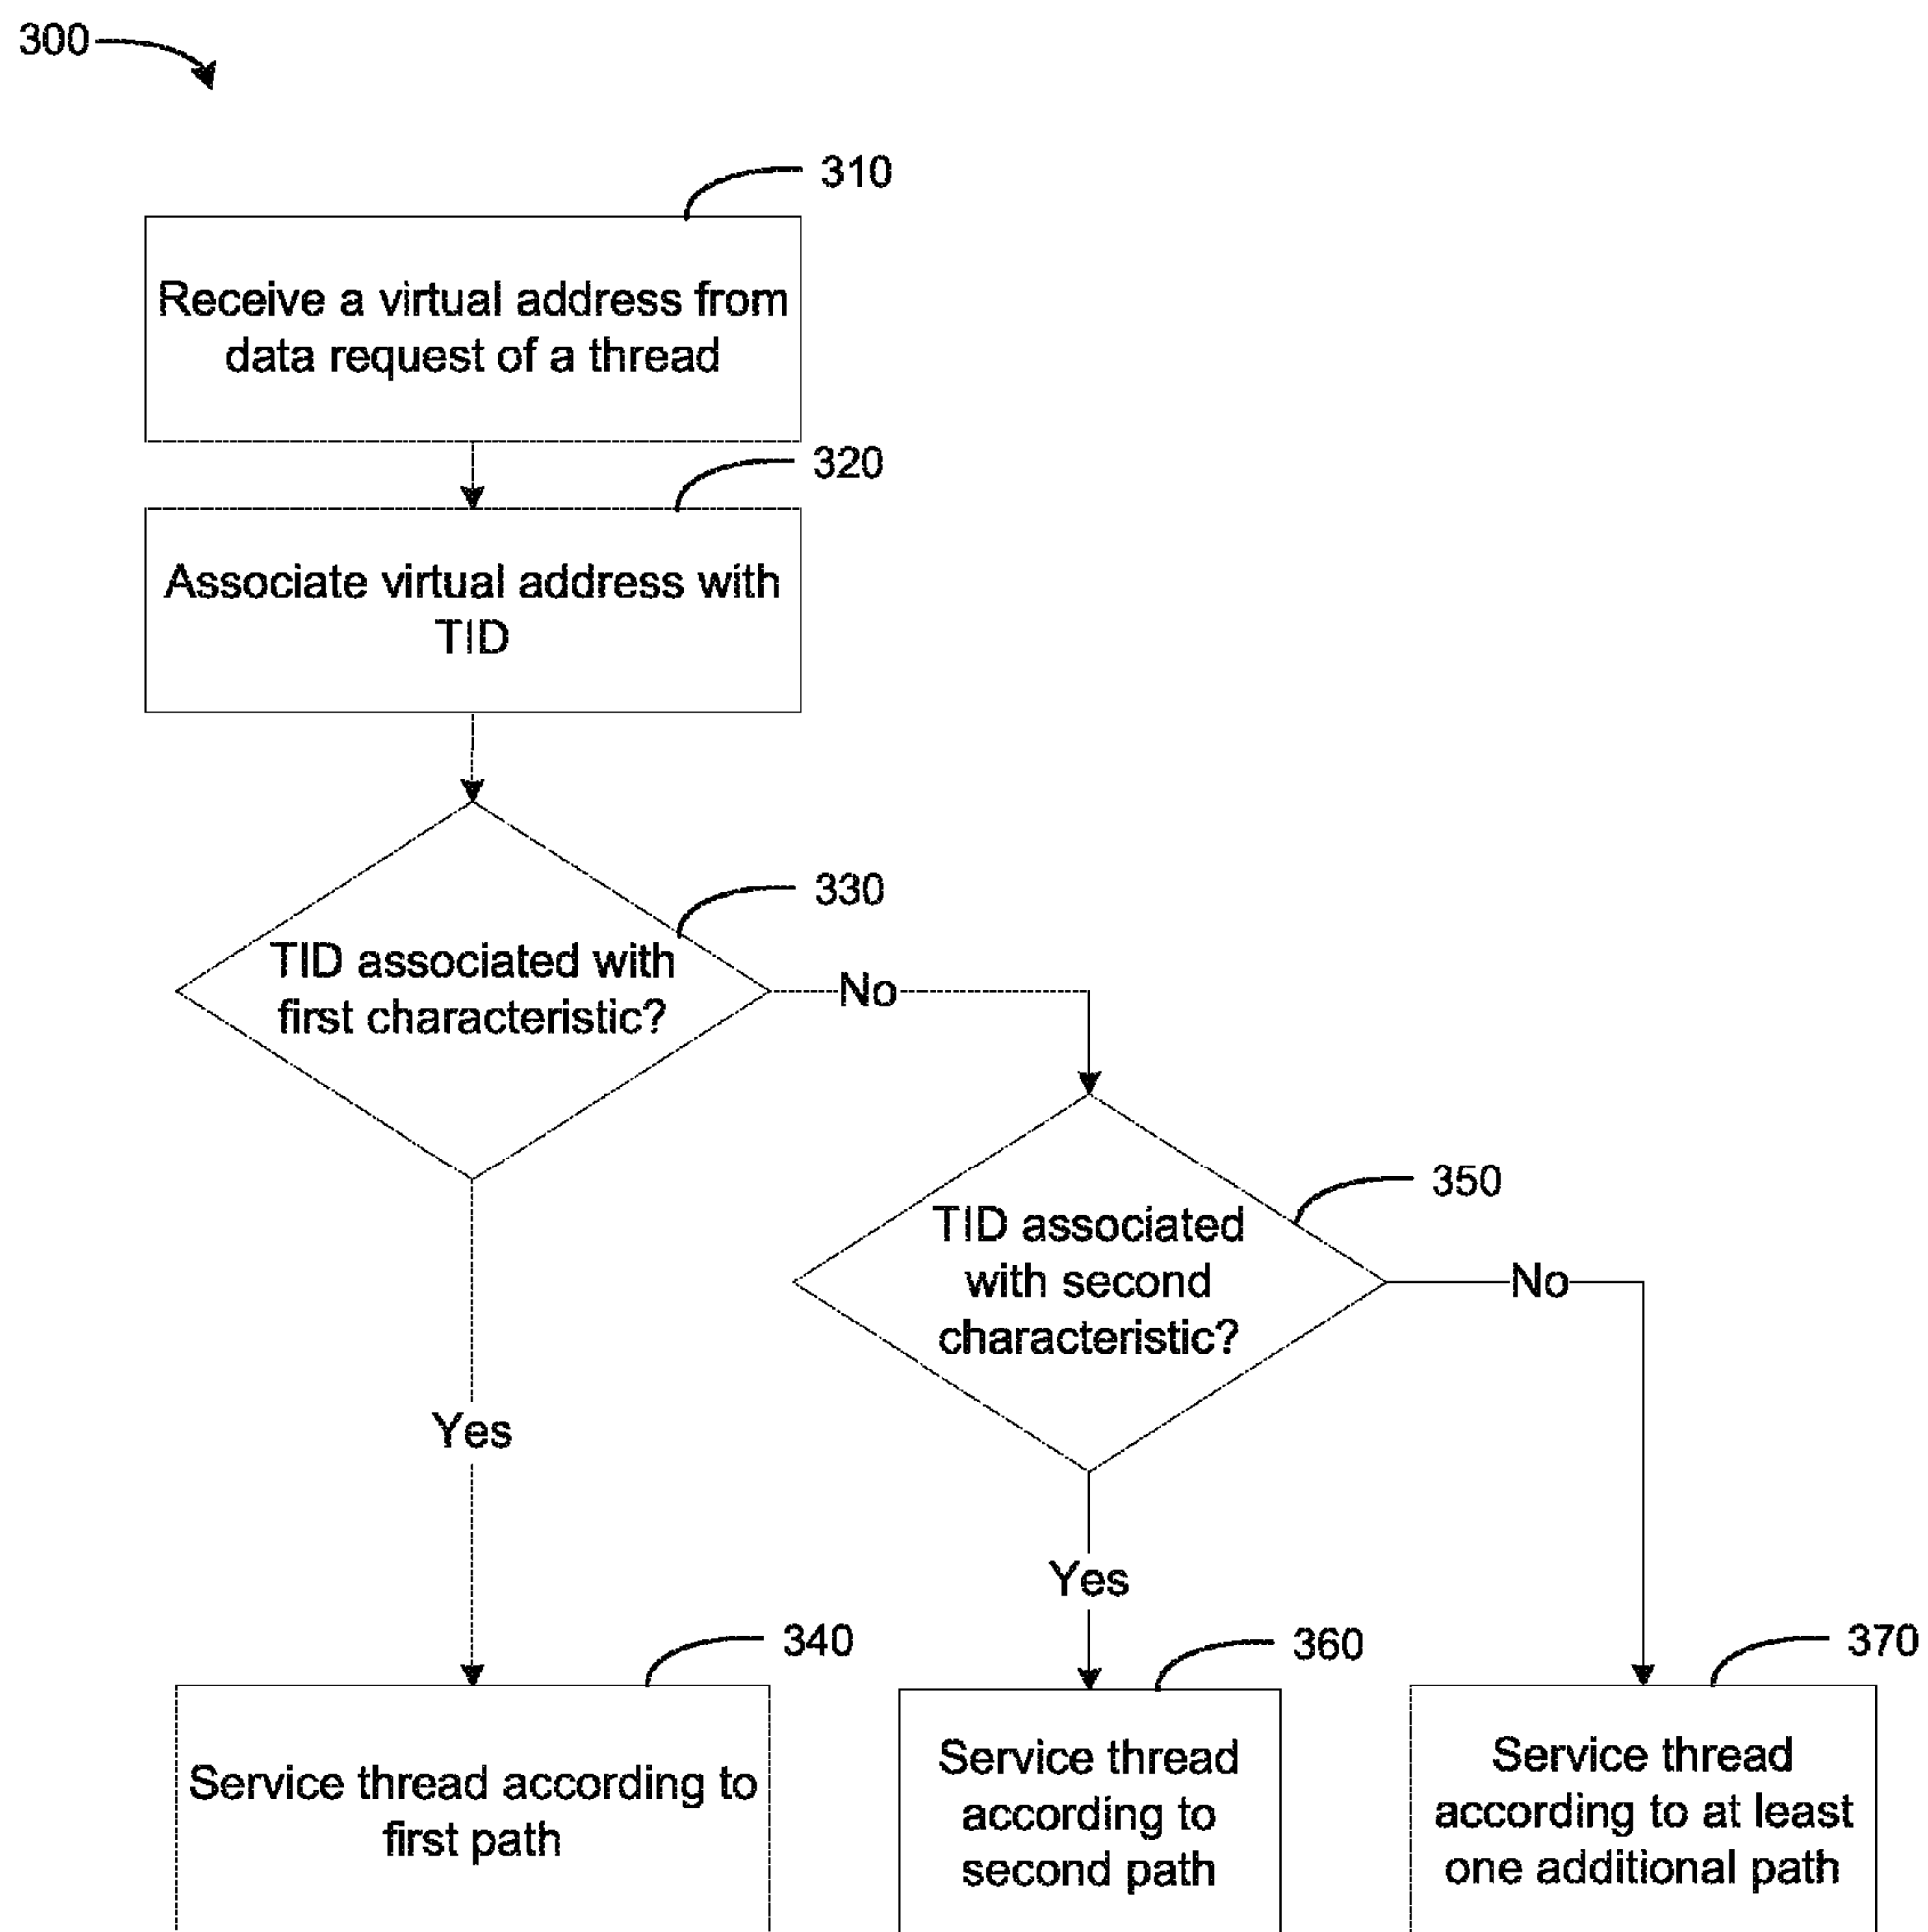 300
310
Receive a virtual address from
data request of a thread
320
Associate virtual address with
TID
330
TID associated with
first characteristic?
No
350
TID associated
with second
characteristic?
No
Yes
Yes
340
360
370
Service thread according to
first path
Service thread
according to
second path
Service thread
according to at least
one additional path